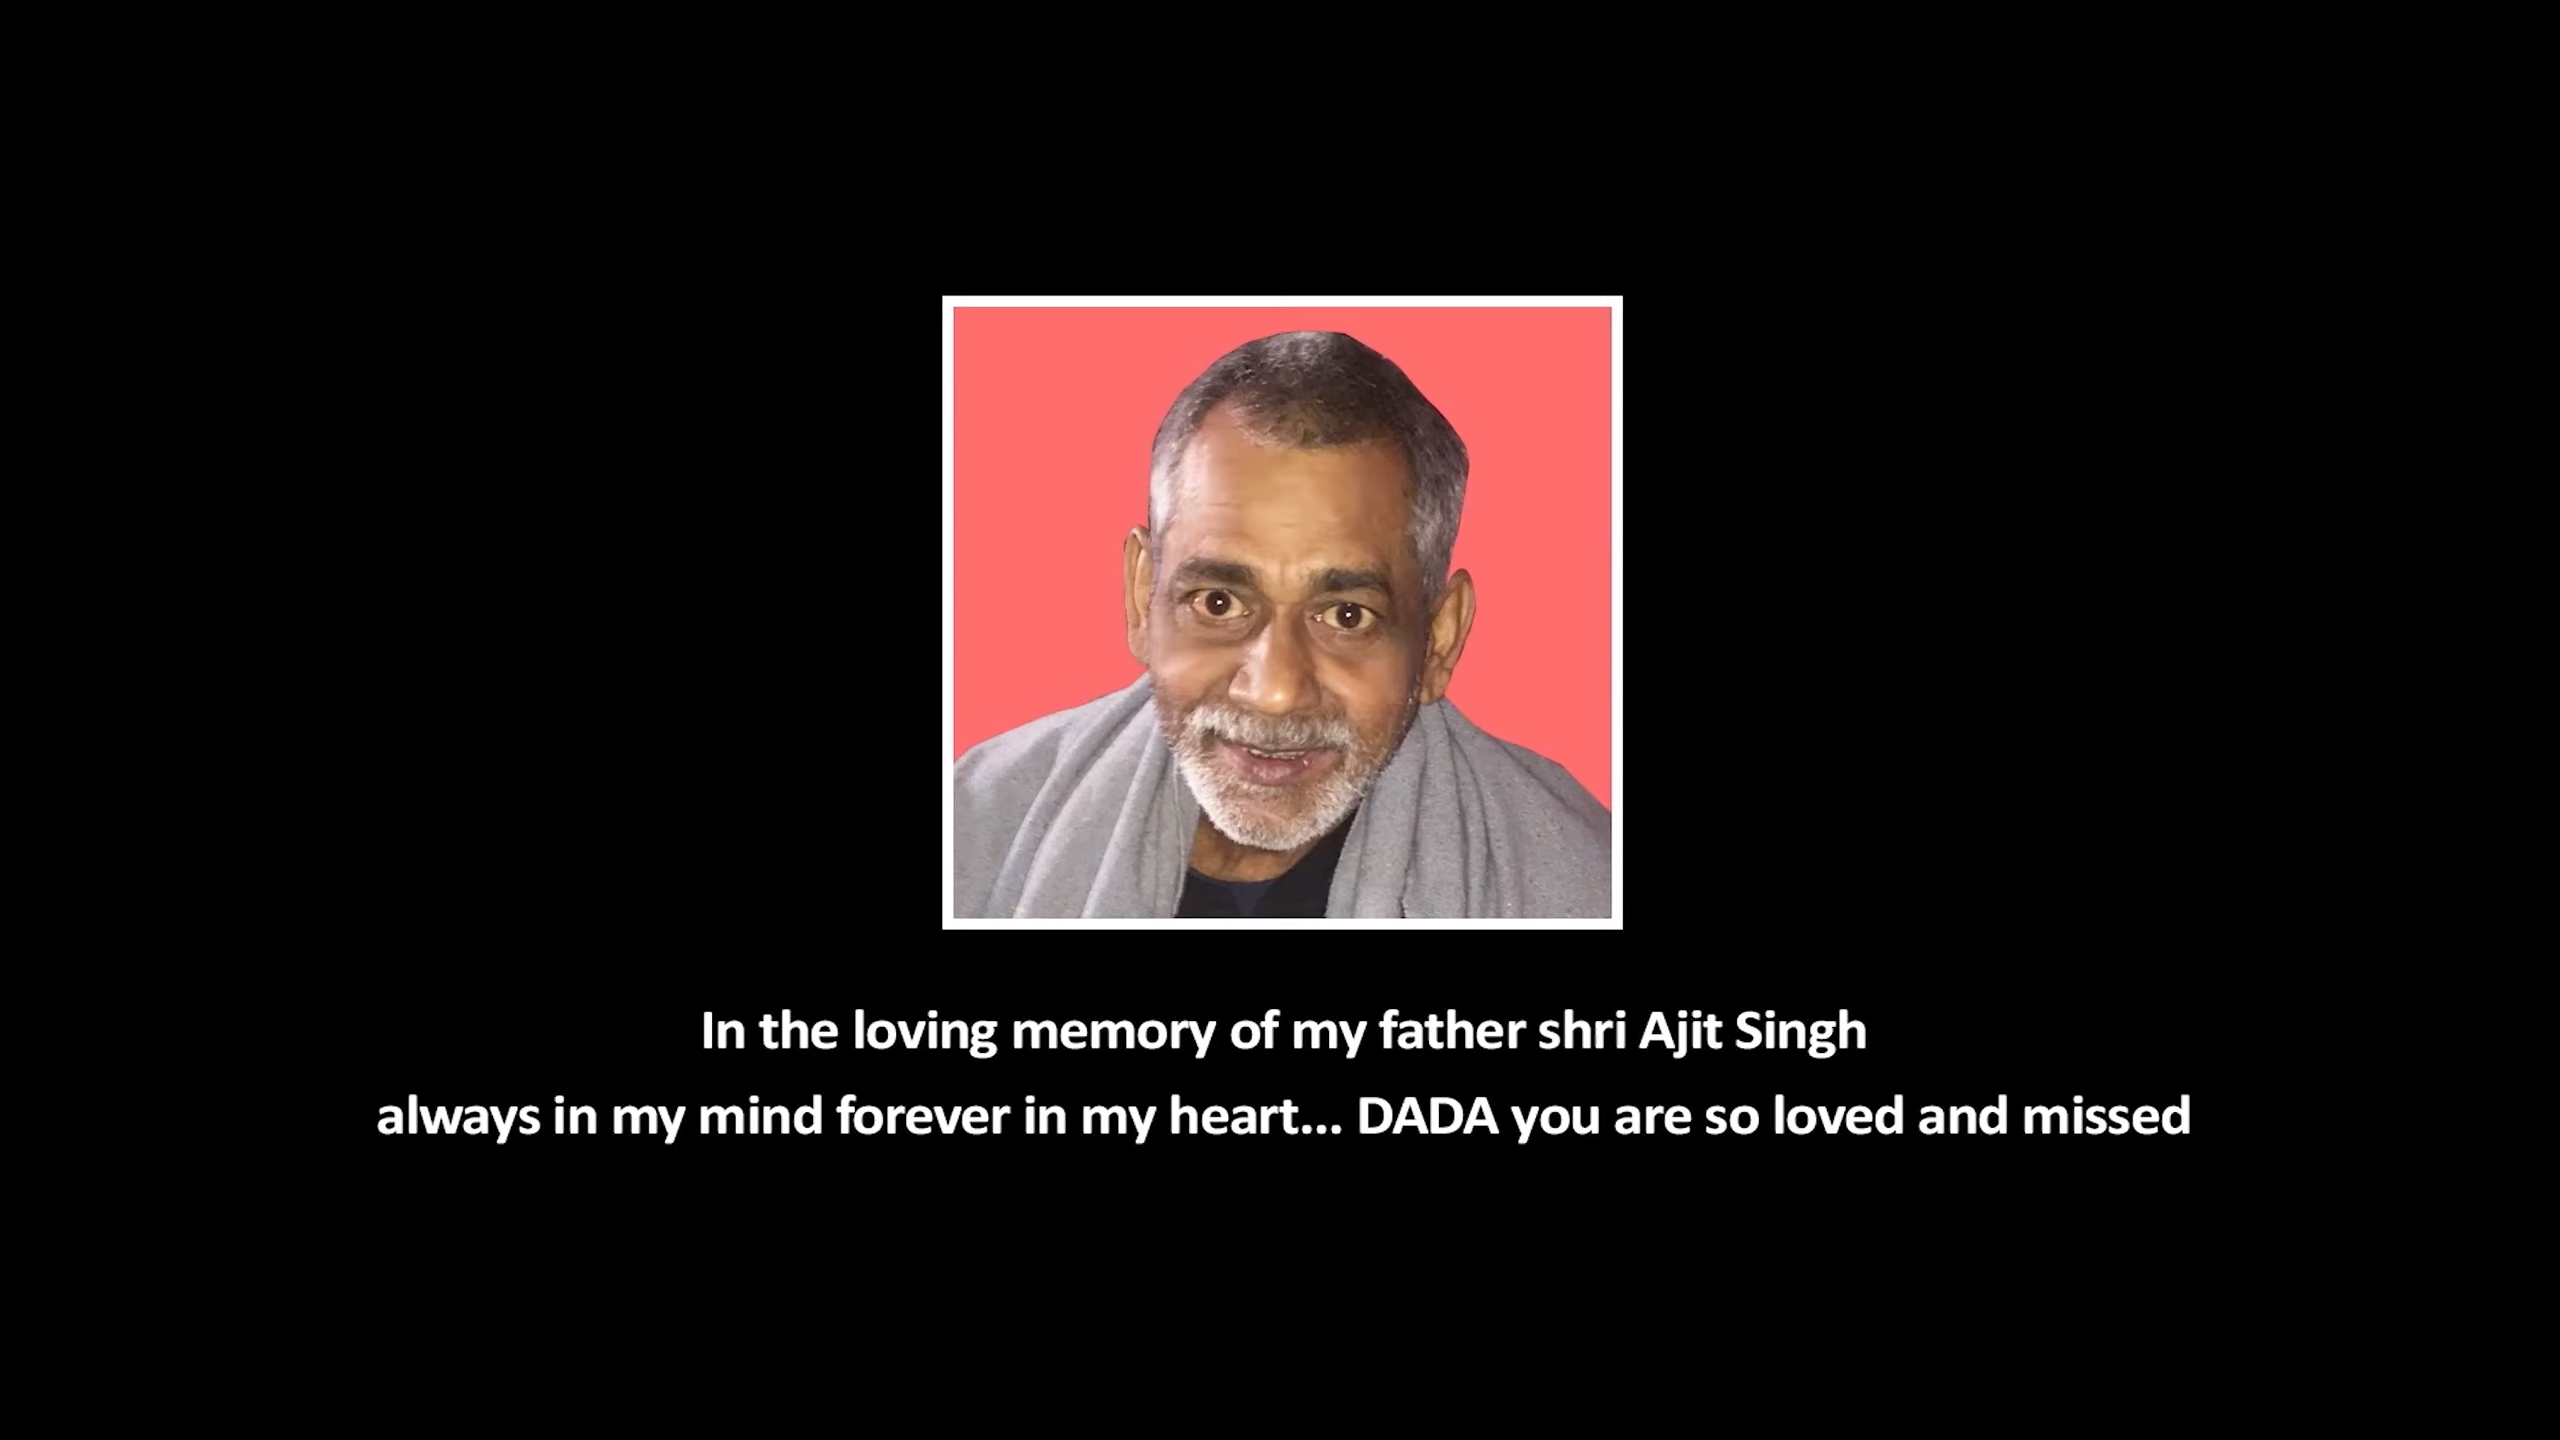 In the loving memory of my father shri Ajit Singh
always in my mind forever in my heart... DADA you are so loved and missed